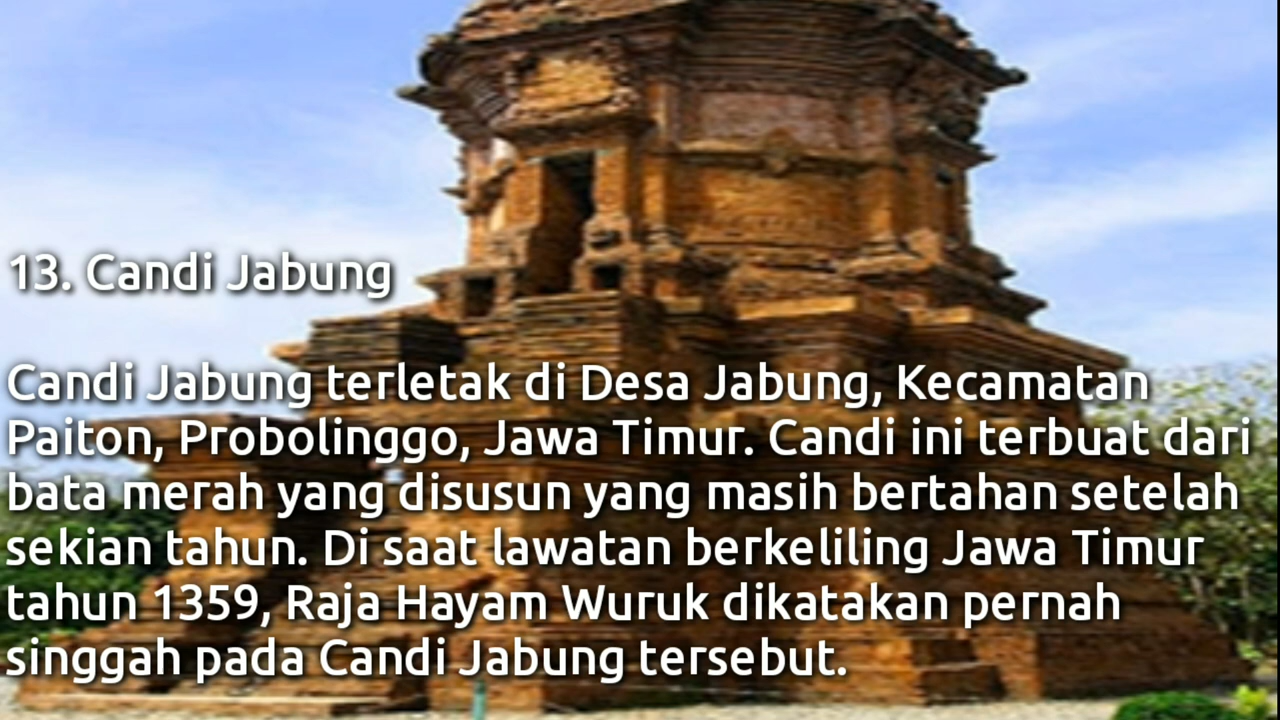 13. Candi Jabung
Candi Jabung terletak di Desa Jabung, Kecamatan
Paiton, Probolinggo, Jawa Timur. Candi ini terbuat dari
bata merah yang disusun yang masih bertahan setelah
sekian tahun. Di saat lawatan berkeliling Jawa Timur
tahun 1359, Raja Hayam Wuruk dikatakan pernah
singgah pada Candi Jabung tersebut.